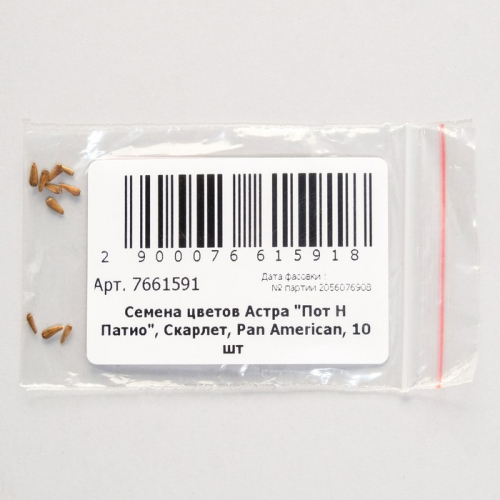 2 900076 615918
Арт. 7661591
Дата фасовки :
№ партии 2056076908
Семена цветов Астра "Пот Н
Патио", Скарлет, Pan American, 10
шт